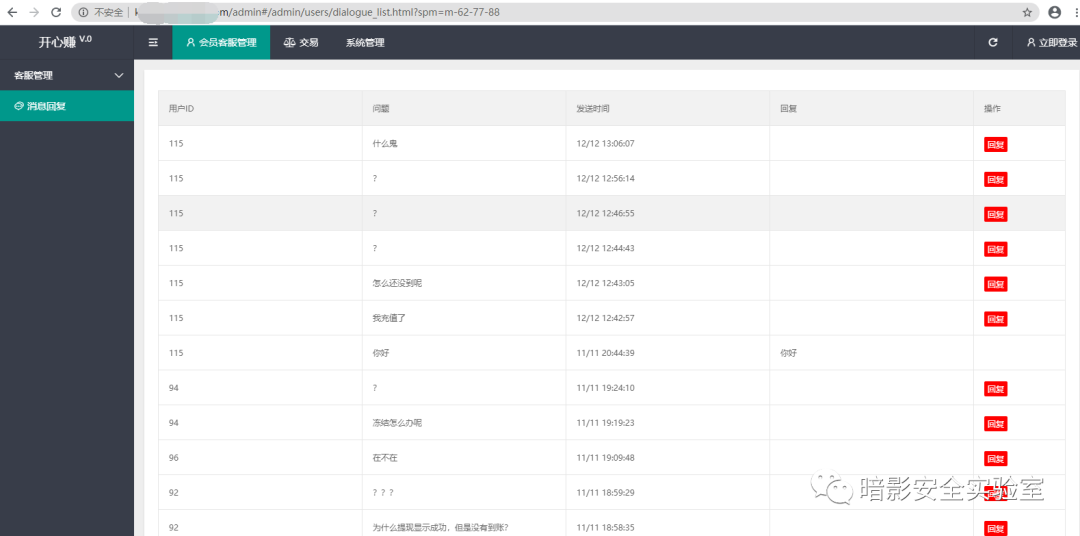 不安全 k m/admin#/admin/users/dialogue_list.html?spm=m-62-77-88
开心赚 V.0 会员客服管理 交易 系统管理 立即登录
客服管理
消息回复
用户ID 问题 发送时间 回复 操作
115 什么鬼 12/12 13:06:07 回复
115 ? 12/12 12:56:14 回复
115 ? 12/12 12:46:55 回复
115 ? 12/12 12:44:43 回复
115 怎么还没到呢 12/12 12:43:05 回复
115 我充值了 12/12 12:42:57 回复
115 你好 11/11 20:44:39 你好
94 ? 11/11 19:24:10 回复
94 冻结怎么办呢 11/11 19:19:23 回复
96 在不在 11/11 19:09:48 回复
92 ？？？ 11/11 18:59:29 回复
暗影安全实验室
92 为什么提现显示成功，但是没有到账? 11/11 18:58:35 回复